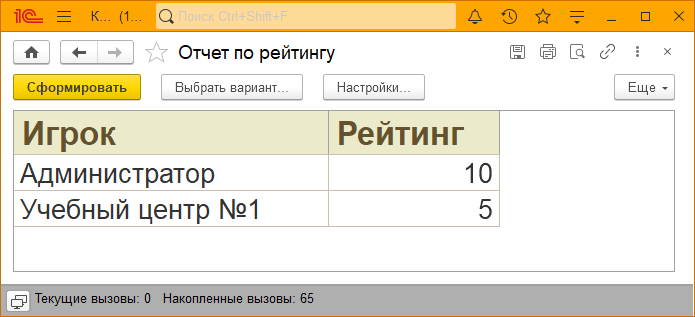 1С К... (1... Поиск Ctrl+Shift+F
Отчет по рейтингу
Сформировать Выбрать вариант... Настройки... Еще
Игрок Рейтинг
Администратор 10
Учебный центр №1 5
Текущие вызовы: 0 Накопленные вызовы: 65